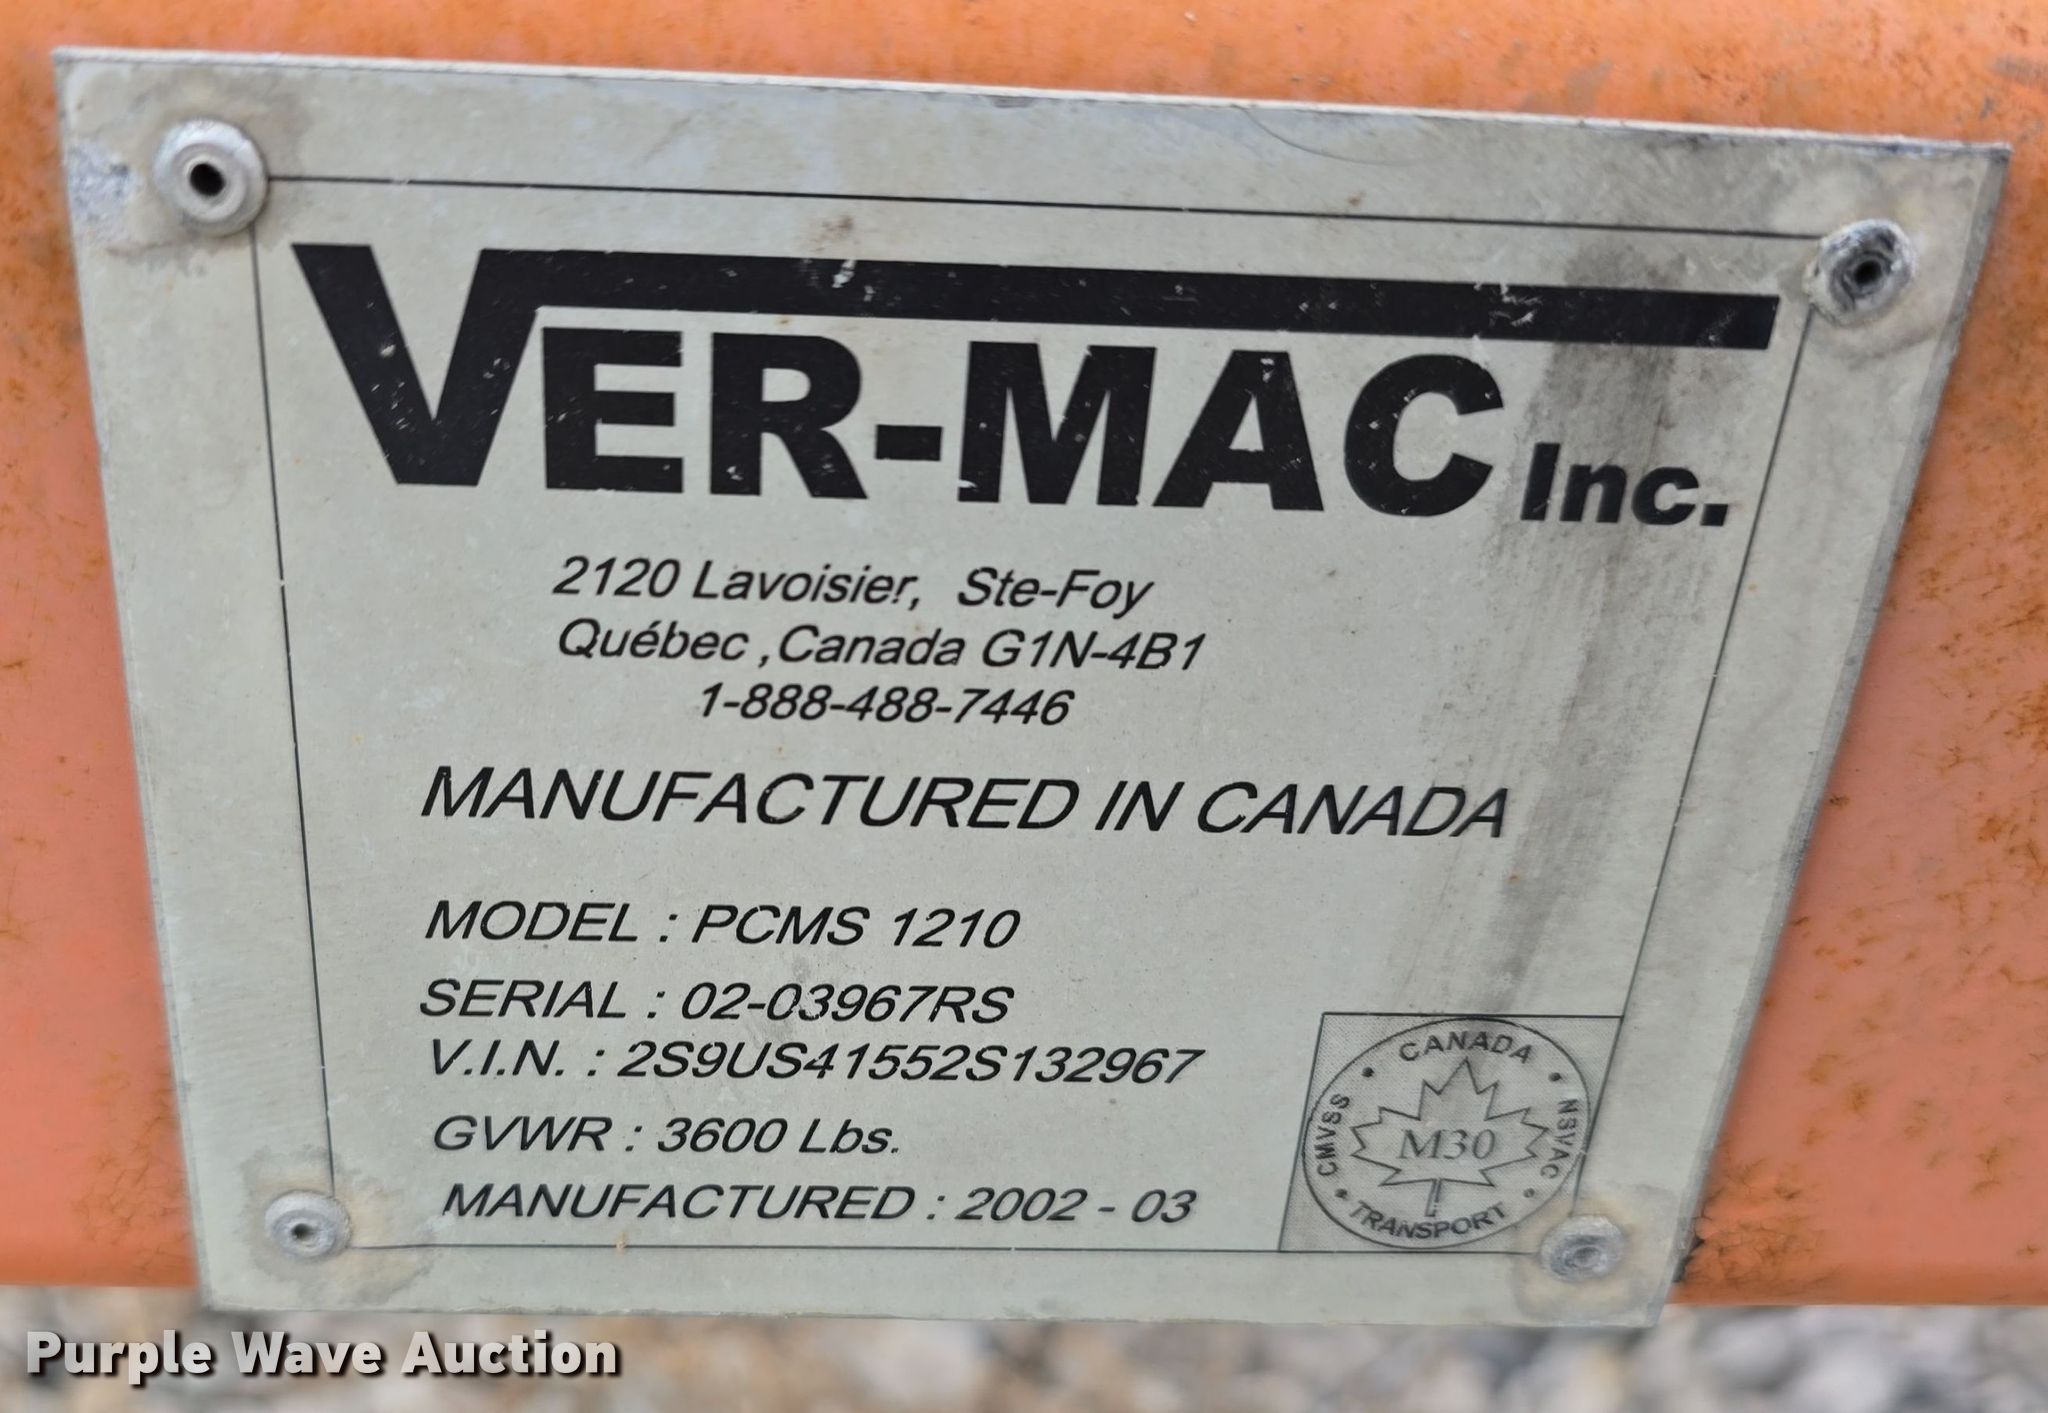 VER-MAC Inc.
2120 Lavoisier, Ste-Foy
Québec ,Canada G1N-4B1
1-888-488-7446
MANUFACTURED IN CANADA
MODEL : PCMS 1210
SERIAL : 02-03967RS
V.I.N. : 2S9US41552S132967
GVWR : 3600 Lbs.
MANUFACTURED : 2002 - 03
CANADA
CMVSS
NSVAC
M30
TRANSPORT
Purple Wave Auction